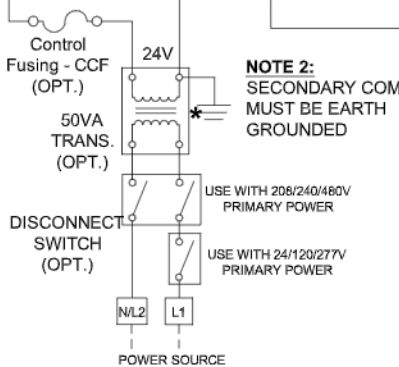 Control
Fusing - CCF
(OPT.)
24V
NOTE 2:
SECONDARY COM
MUST BE EARTH
GROUNDED
*
50VA
TRANS.
(OPT.)
USE WITH 208/240/480V
PRIMARY POWER
DISCONNECT
SWITCH
(OPT.)
USE WITH 24/120/277V
PRIMARY POWER
N/L2
L1
POWER SOURCE